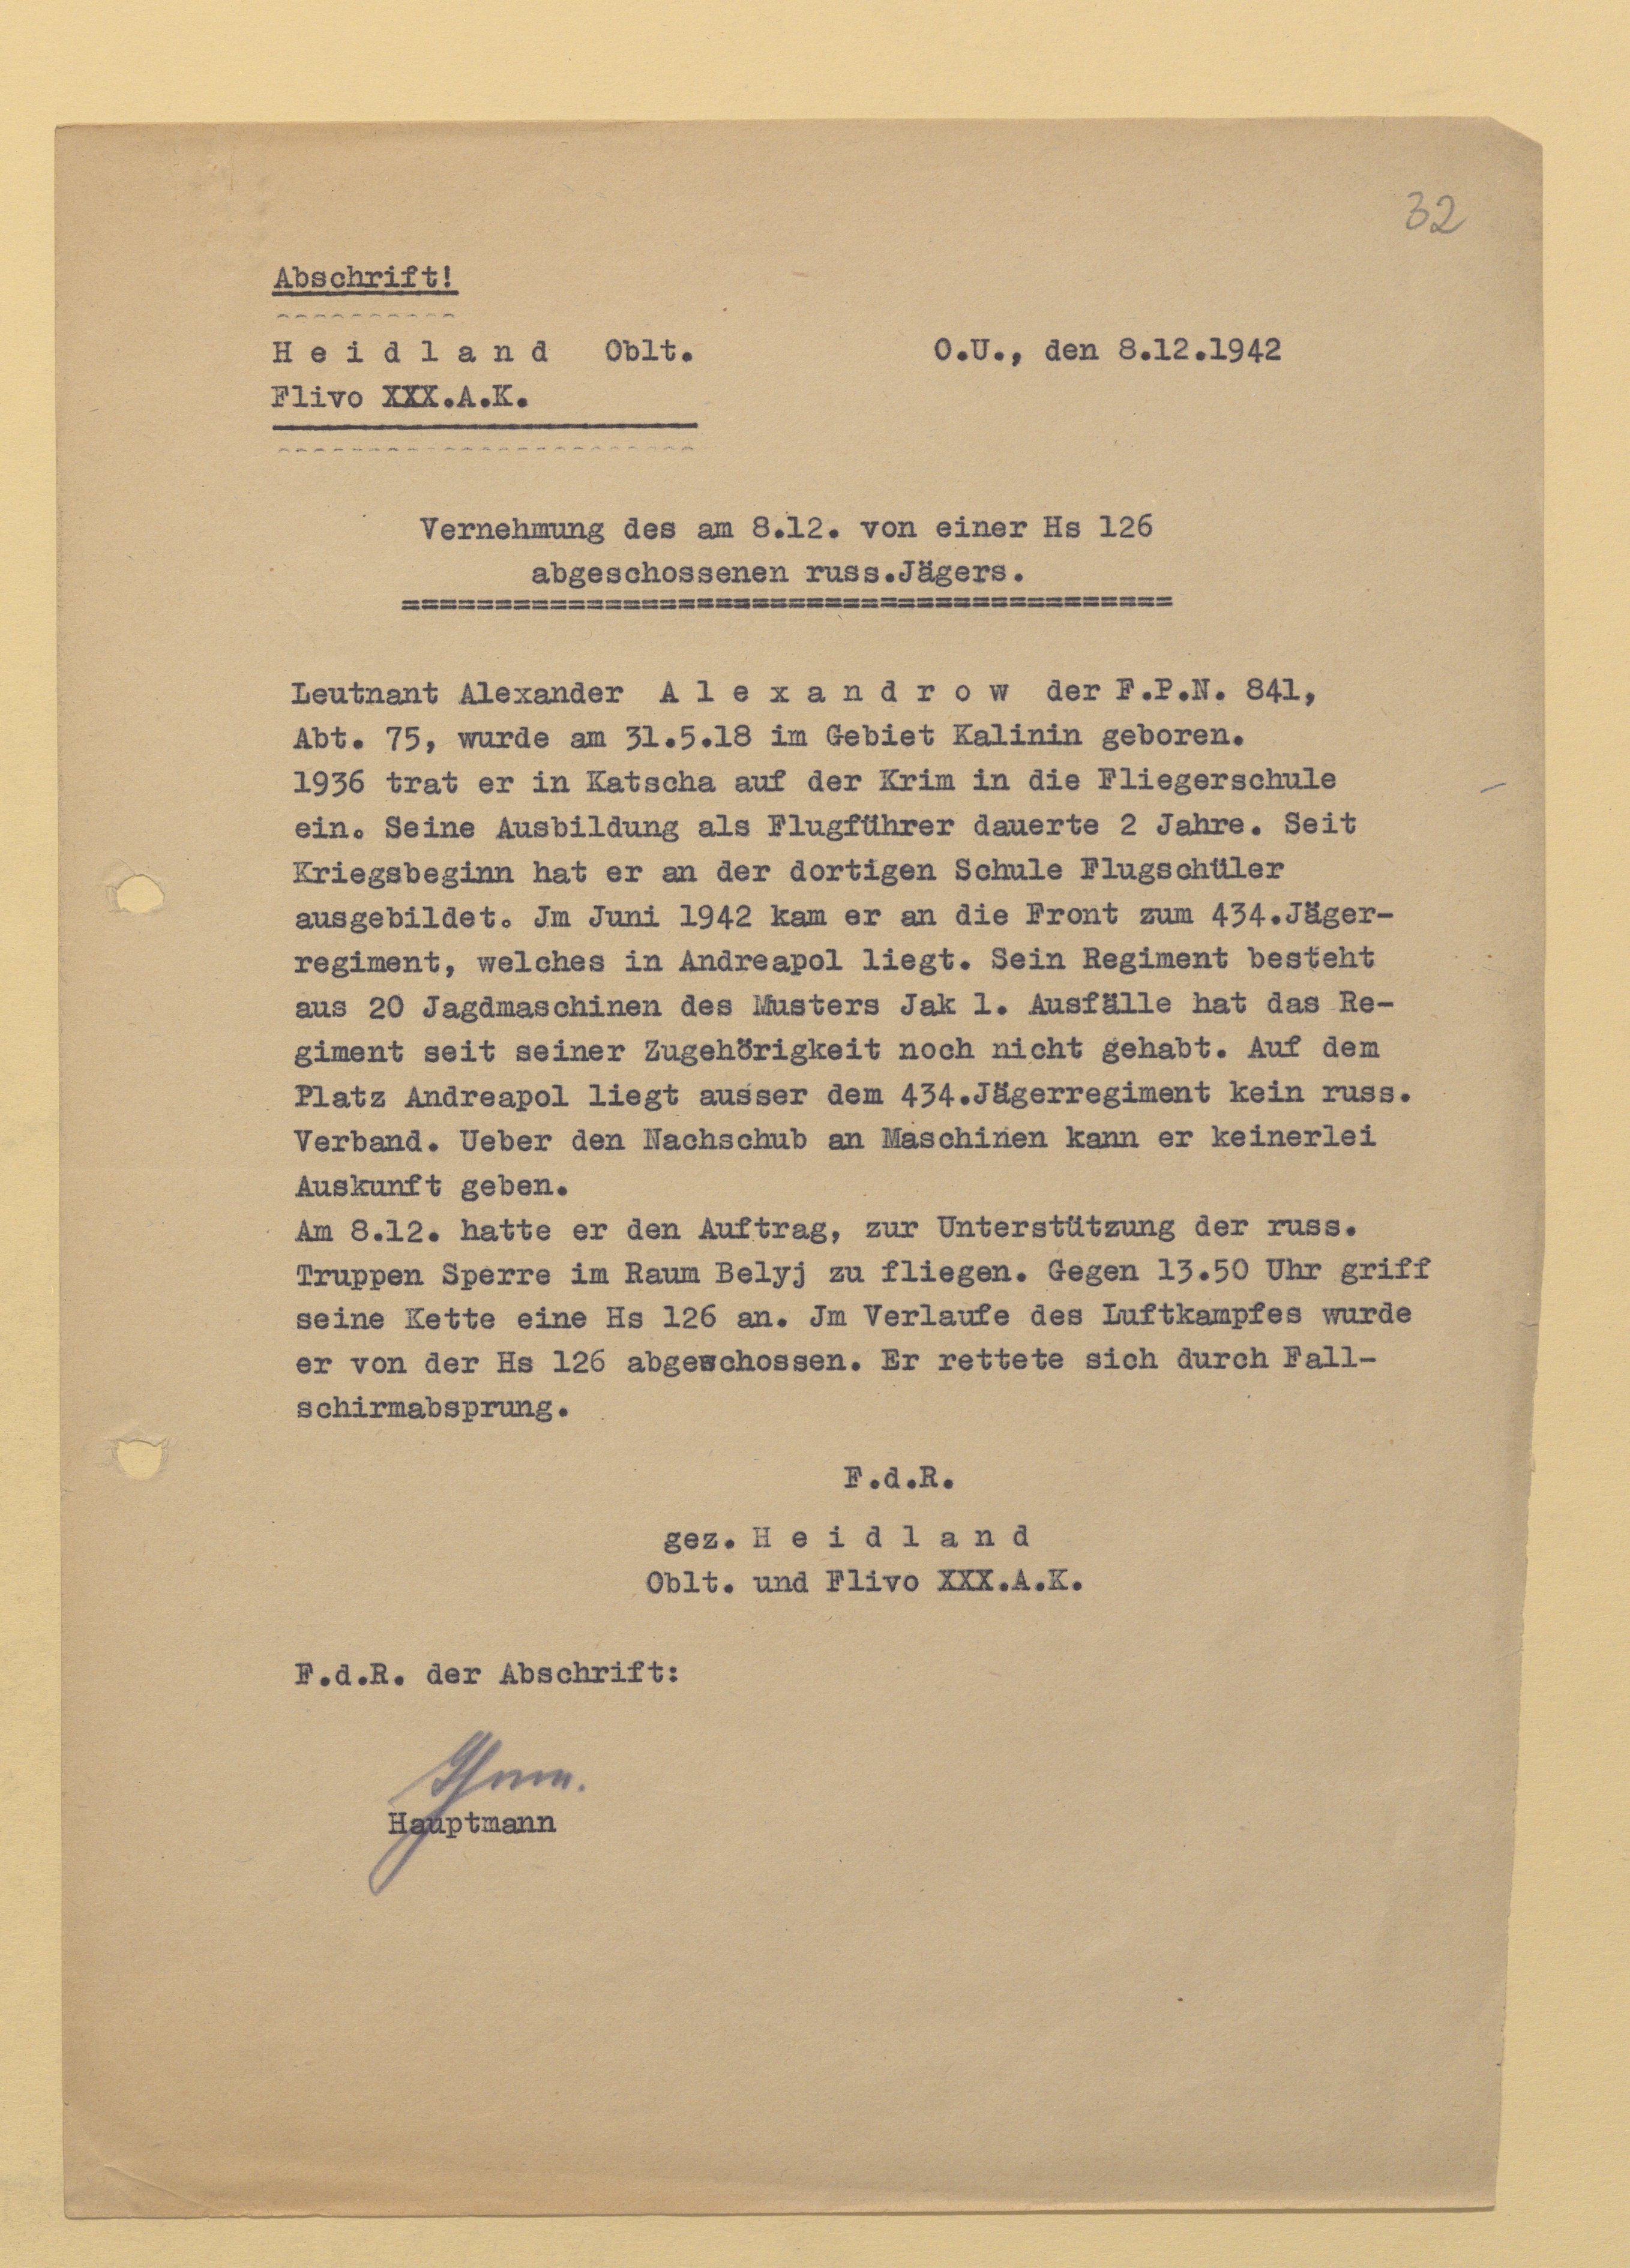 32
Abschrift!
H e i d l a n d Oblt. O.U., den 8.12.1942
Flivo XXX.A.K.
Vernehmung des am 8.12. von einer Hs 126
abgeschossenen russ.Jägers.
==========================================
Leutnant Alexander A l e x a n d r o w der F.P.N. 841,
Abt. 75, wurde am 31.5.18 im Gebiet Kalinin geboren.
1936 trat er in Katscha auf der Krim in die Fliegerschule
ein. Seine Ausbildung als Flugführer dauerte 2 Jahre. Seit
Kriegsbeginn hat er an der dortigen Schule Flugschüler
ausgebildet. Jm Juni 1942 kam er an die Front zum 434.Jäger-
regiment, welches in Andreapol liegt. Sein Regiment besteht
aus 20 Jagdmaschinen des Musters Jak 1. Ausfälle hat das Re-
giment seit seiner Zugehörigkeit noch nicht gehabt. Auf dem
Platz Andreapol liegt ausser dem 434.Jägerregiment kein russ.
Verband. Ueber den Nachschub an Maschinen kann er keinerlei
Auskunft geben.
Am 8.12. hatte er den Auftrag, zur Unterstützung der russ.
Truppen Sperre im Raum Belyj zu fliegen. Gegen 13.50 Uhr griff
seine Kette eine Hs 126 an. Jm Verlaufe des Luftkampfes wurde
er von der Hs 126 abgeschossen. Er rettete sich durch Fall-
schirmabsprung.
F.d.R.
gez. H e i d l a n d
Oblt. und Flivo XXX.A.K.
F.d.R. der Abschrift:
Hauptmann